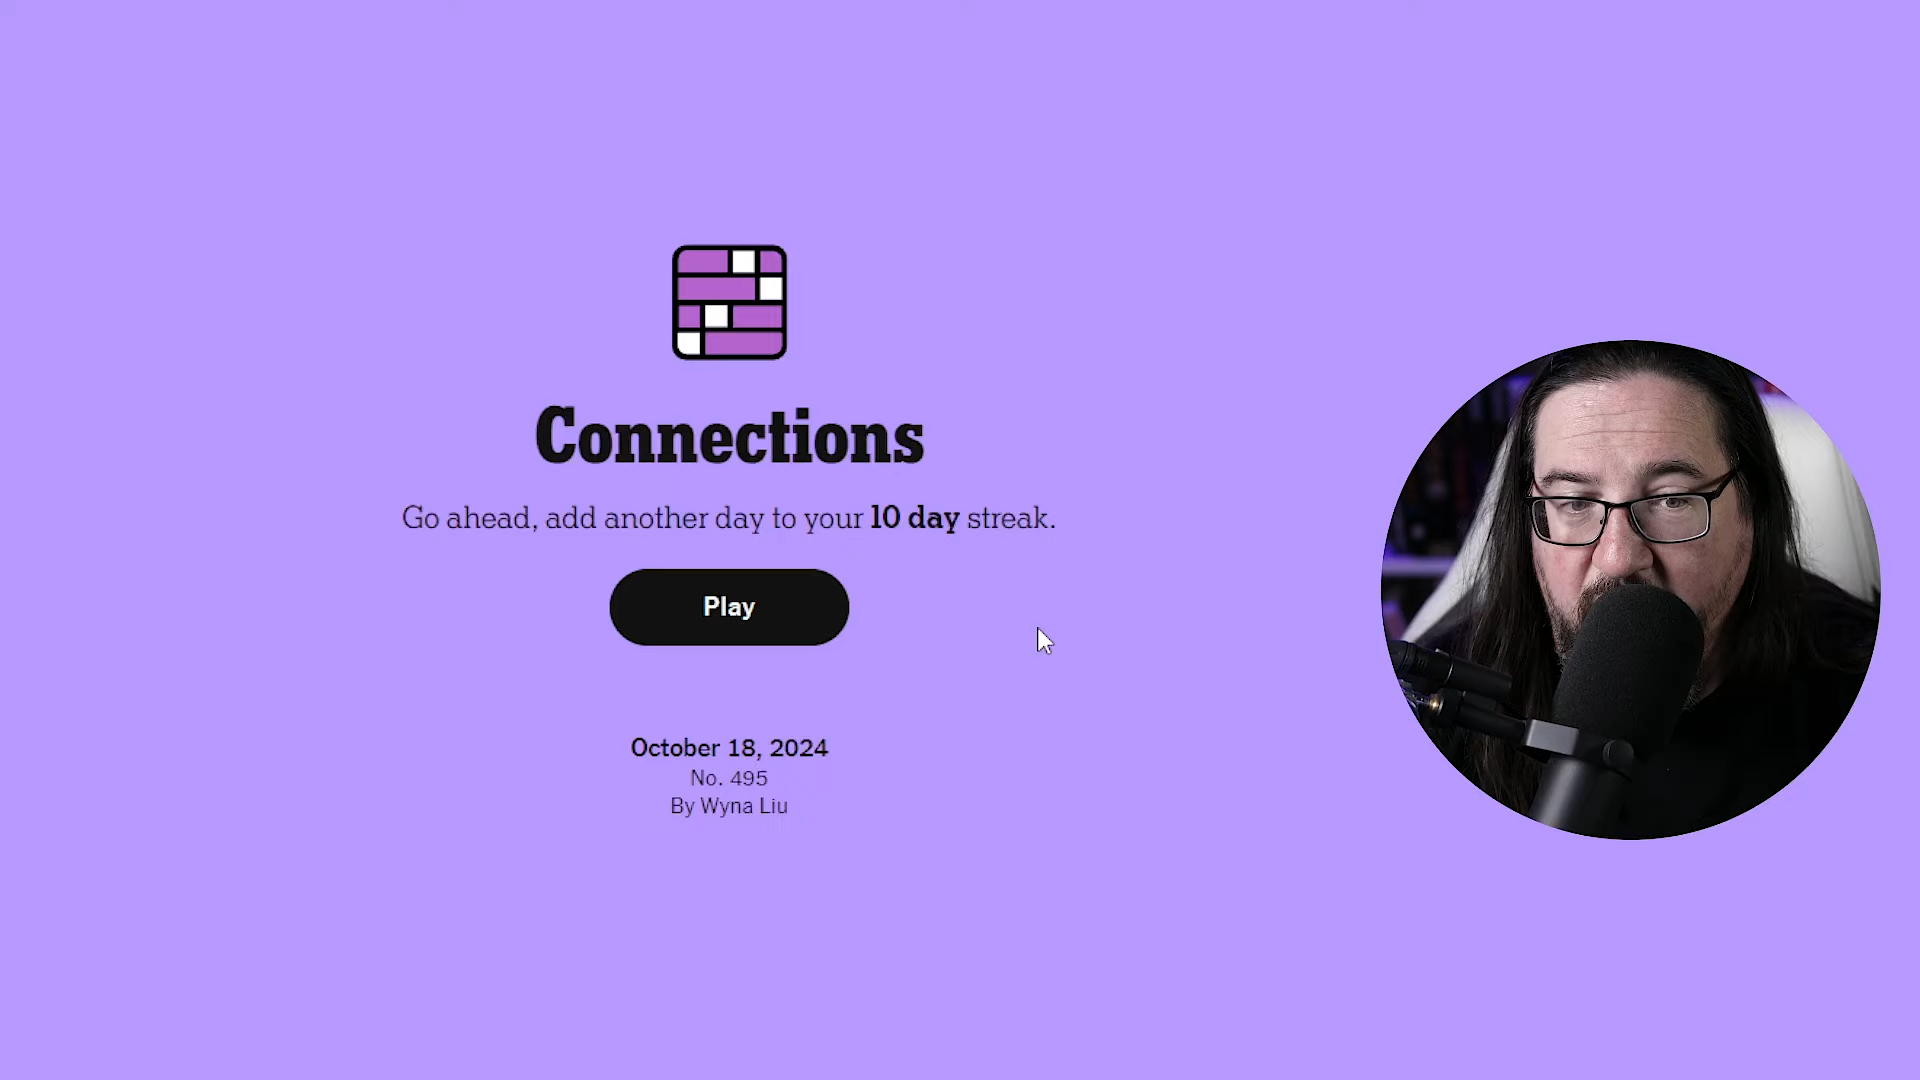 Connections
Go ahead, add another day to your 10 day streak.
Play
October 18, 2024
No. 495
By Wyna Liu